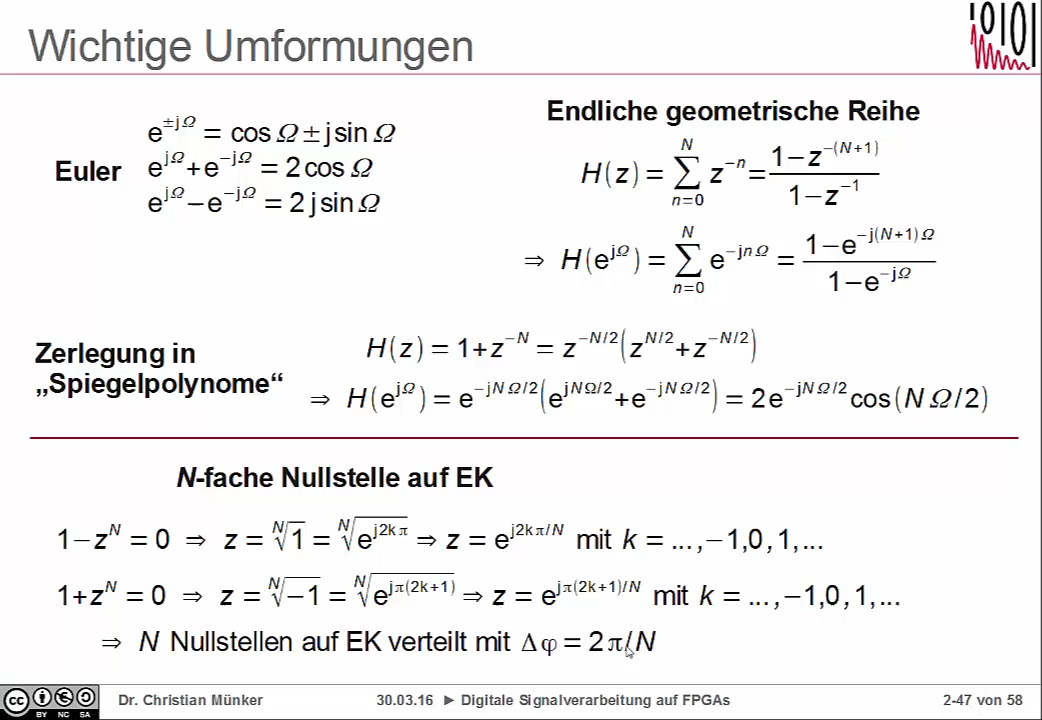 Wichtige Umformungen
Euler
e^{±jΩ} = cos Ω ± j sin Ω
e^{jΩ} + e^{−jΩ} = 2 cos Ω
e^{jΩ} − e^{−jΩ} = 2 j sin Ω
Endliche geometrische Reihe
H(z) = ∑_{n=0}^{N} z^{−n} = (1−z^{−(N+1)})/(1−z^{−1})
⇒ H(e^{jΩ}) = ∑_{n=0}^{N} e^{−jnΩ} = (1−e^{−j(N+1)Ω})/(1−e^{−jΩ})
Zerlegung in
„Spiegelpolynome“
H(z) = 1+z^{−N} = z^{−N/2}(z^{N/2}+z^{−N/2})
⇒ H(e^{jΩ}) = e^{−jNΩ/2}(e^{jNΩ/2}+e^{−jNΩ/2}) = 2e^{−jNΩ/2}cos(NΩ/2)
N-fache Nullstelle auf EK
1−z^N = 0 ⇒ z = ᴺ√1 = ᴺ√e^{j2kπ} ⇒ z = e^{j2kπ/N} mit k = ...,−1,0,1,...
1+z^N = 0 ⇒ z = ᴺ√−1 = ᴺ√e^{jπ(2k+1)} ⇒ z = e^{jπ(2k+1)/N} mit k = ...,−1,0,1,...
⇒ N Nullstellen auf EK verteilt mit Δφ = 2π/N
cc BY NC SA
Dr. Christian Münker 30.03.16 ► Digitale Signalverarbeitung auf FPGAs 2-47 von 58